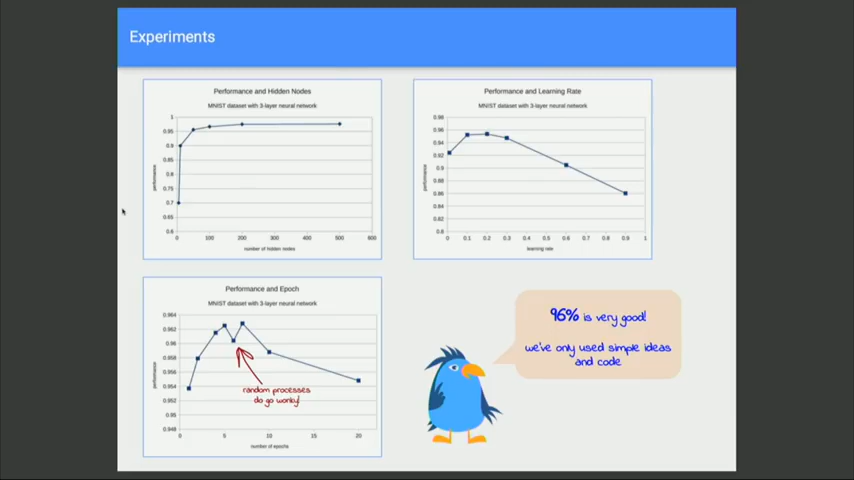 Experiments
Performance and Hidden Nodes
MNIST dataset with 3-layer neural network
1
0.95
0.9
0.85
0.8
0.75
0.7
0.65
0.6
performance
0 100 200 300 400 500 600
number of hidden nodes
Performance and Learning Rate
MNIST dataset with 3-layer neural network
0.98
0.96
0.94
0.92
0.9
0.88
0.86
0.84
0.82
0.8
performance
0 0.1 0.2 0.3 0.4 0.5 0.6 0.7 0.8 0.9 1
learning rate
Performance and Epoch
MNIST dataset with 3-layer neural network
0.964
0.962
0.96
0.958
0.956
0.954
0.952
0.95
0.948
performance
0 5 10 15 20
number of epochs
random processes
do go wonky!
96% is very good!
we've only used simple ideas
and code